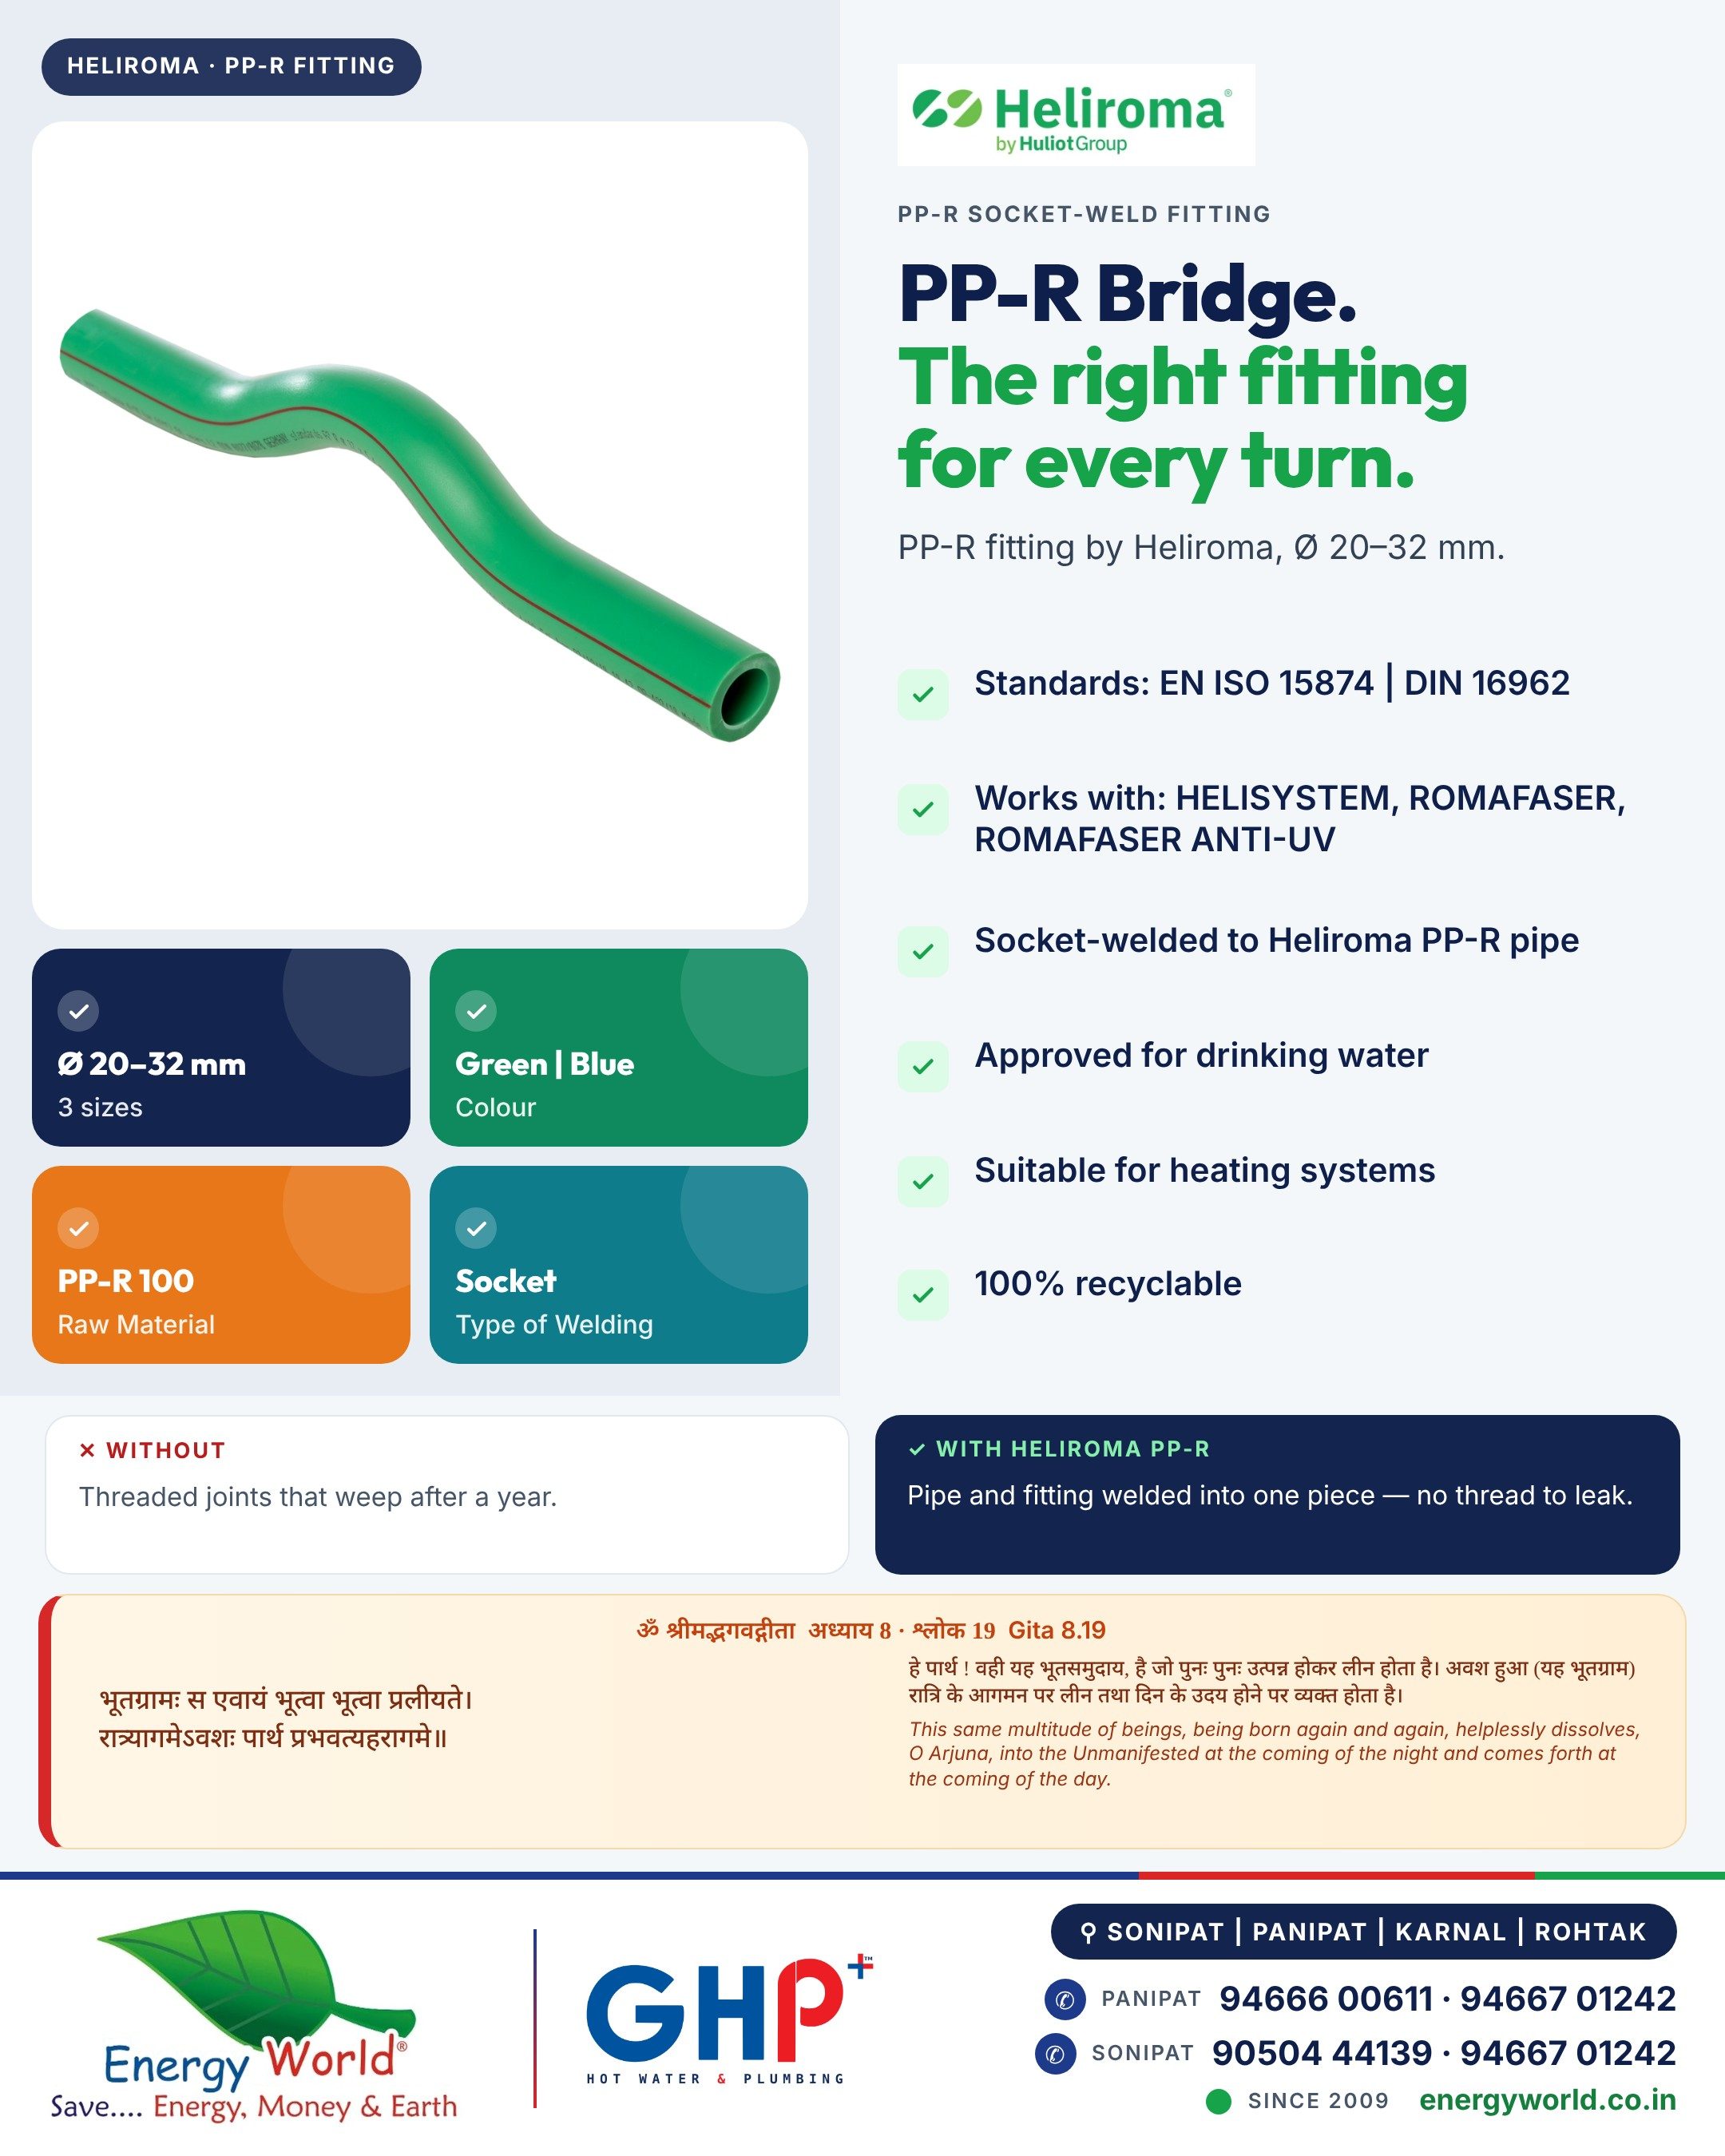 HELIROMA · PP-R FITTING
Heliroma®
by HuliotGroup
PP-R SOCKET-WELD FITTING
PP-R Bridge.
The right fitting
for every turn.
PP-R fitting by Heliroma, Ø 20–32 mm.
Standards: EN ISO 15874 | DIN 16962
Works with: HELISYSTEM, ROMAFASER,
ROMAFASER ANTI-UV
Socket-welded to Heliroma PP-R pipe
Approved for drinking water
Suitable for heating systems
100% recyclable
Ø 20–32 mm
3 sizes
Green | Blue
Colour
PP-R 100
Raw Material
Socket
Type of Welding
✕ WITHOUT
Threaded joints that weep after a year.
✓ WITH HELIROMA PP-R
Pipe and fitting welded into one piece — no thread to leak.
ॐ श्रीमद्भगवद्गीता अध्याय 8 · श्लोक 19 Gita 8.19
भूतग्रामः स एवायं भूत्वा भूत्वा प्रलीयते।
रात्र्यागमेऽवशः पार्थ प्रभवत्यहरागमे॥
हे पार्थ ! वही यह भूतसमुदाय, है जो पुनः पुनः उत्पन्न होकर लीन होता है। अवश हुआ (यह भूतग्राम)
रात्रि के आगमन पर लीन तथा दिन के उदय होने पर व्यक्त होता है।
This same multitude of beings, being born again and again, helplessly dissolves,
O Arjuna, into the Unmanifested at the coming of the night and comes forth at
the coming of the day.
Energy World®
Save.... Energy, Money & Earth
GHP+™
HOT WATER & PLUMBING
SONIPAT | PANIPAT | KARNAL | ROHTAK
PANIPAT 94666 00611 · 94667 01242
SONIPAT 90504 44139 · 94667 01242
SINCE 2009 energyworld.co.in